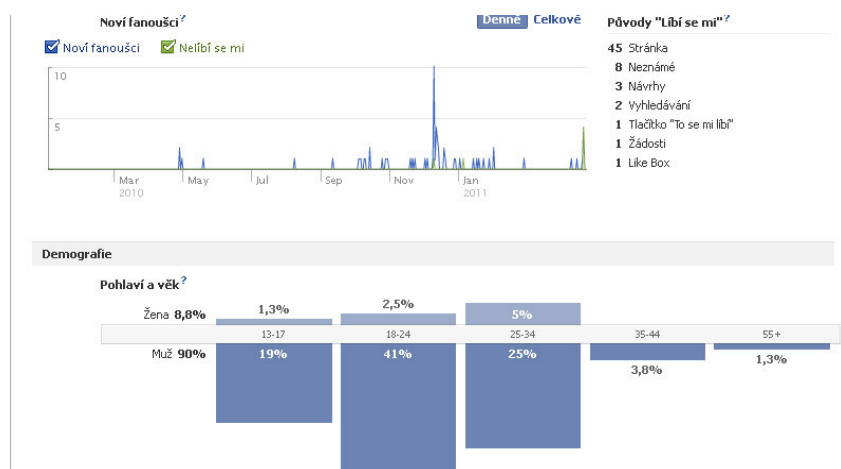 Noví fanoušci?
Denně Celkově
Noví fanoušci Nelíbí se mi
10
5
Mar May Jul Sep Nov Jan
2010 2011
Původy "Líbí se mi"?
45 Stránka
8 Neznámé
3 Návrhy
2 Vyhledávání
1 Tlačítko "To se mi líbí"
1 Žádosti
1 Like Box
Demografie
Pohlaví a věk?
Žena 8,8% 1,3% 2,5% 5%
13-17 18-24 25-34 35-44 55+
Muž 90% 19% 41% 25% 3,8% 1,3%